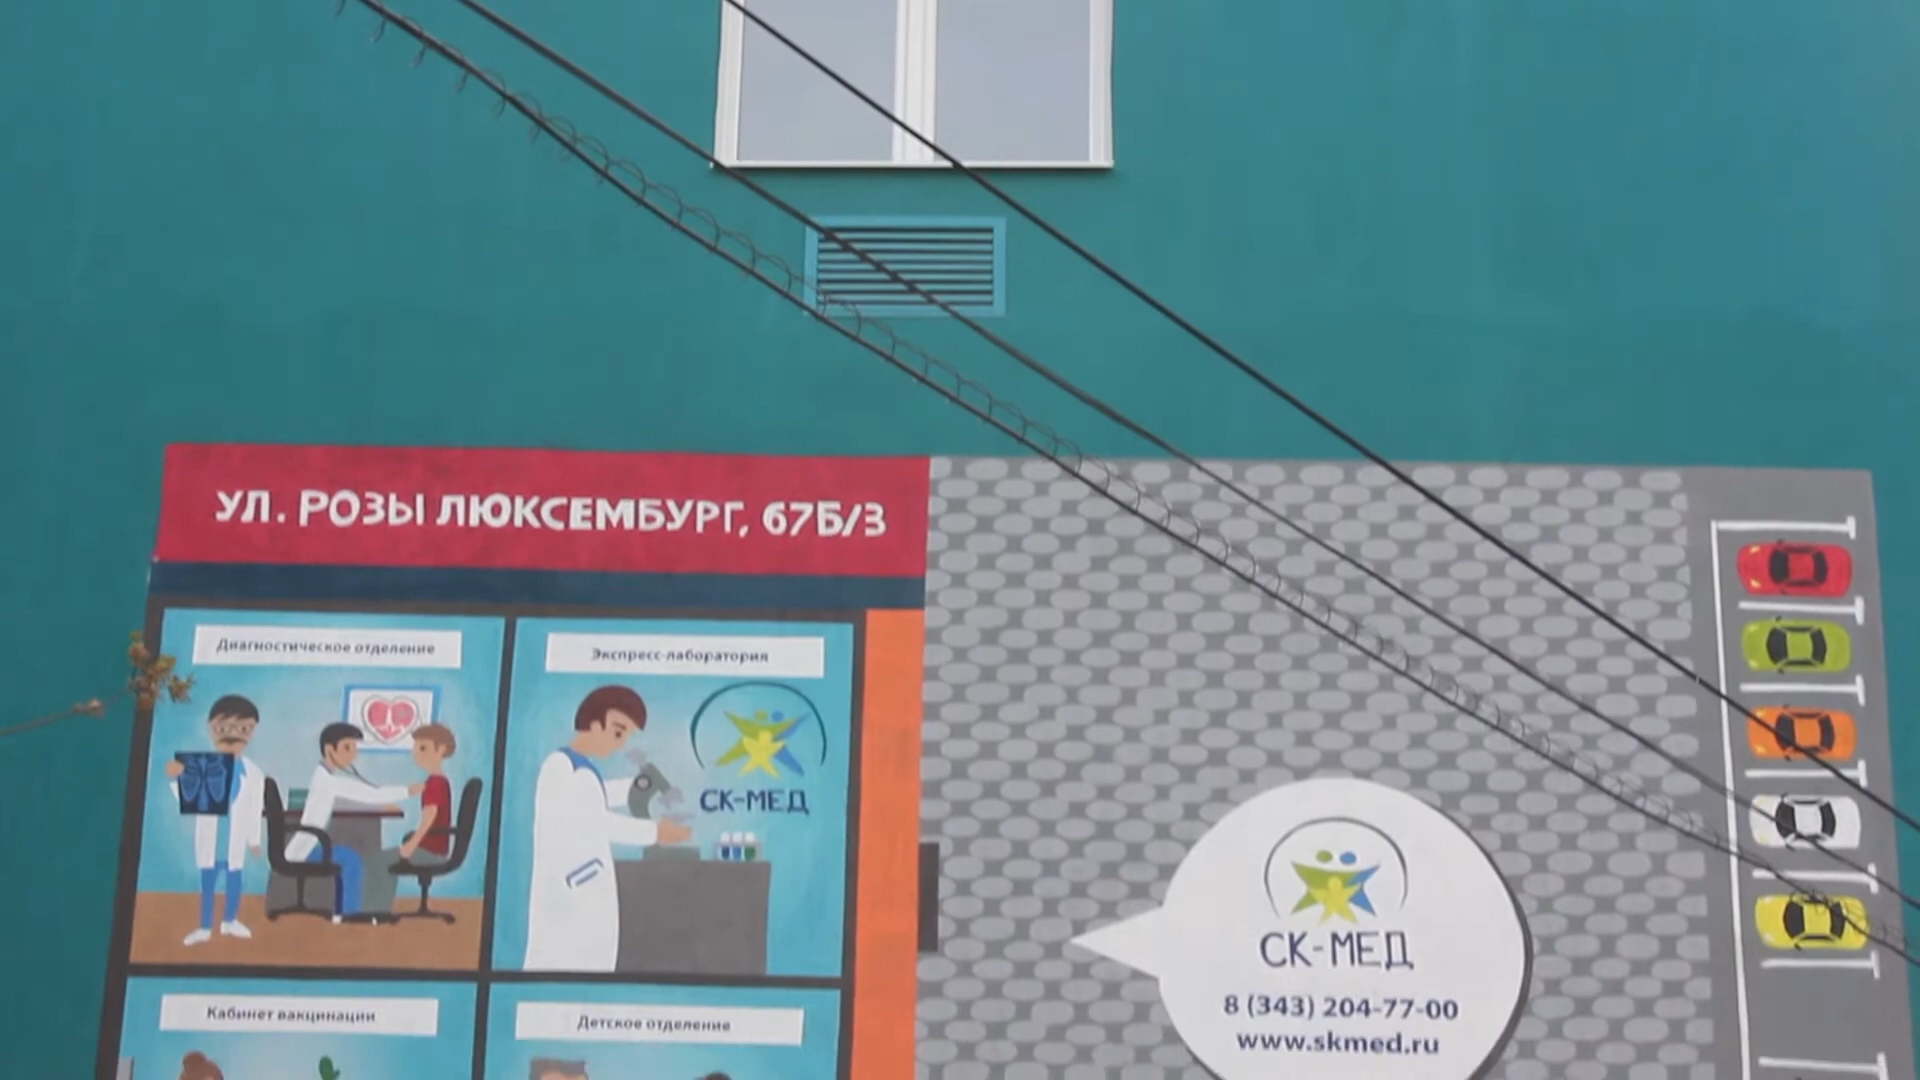 УЛ. РОЗЫ ЛЮКСЕМБУРГ, 67Б/3
Диагностическое отделение
Экспресс-лаборатория
СК-МЕД
Кабинет вакцинации
Детское отделение
СК-МЕД
8 (343) 204-77-00
www.skmed.ru